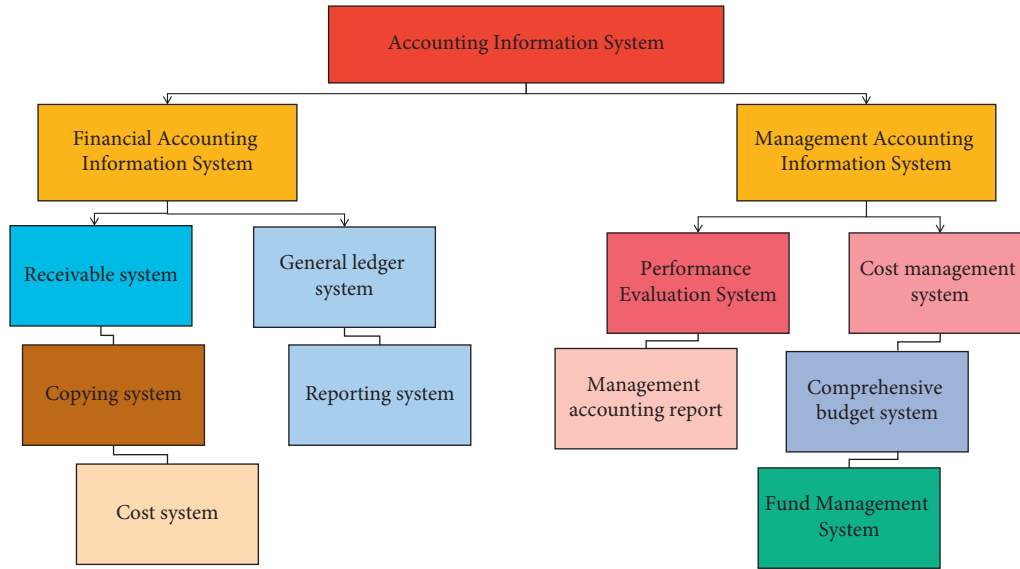 Accounting Information System
Financial Accounting
Information System
Management Accounting
Information System
Receivable system
General ledger
system
Performance
Evaluation System
Cost management
system
Copying system
Reporting system
Management
accounting report
Comprehensive
budget system
Cost system
Fund Management
System